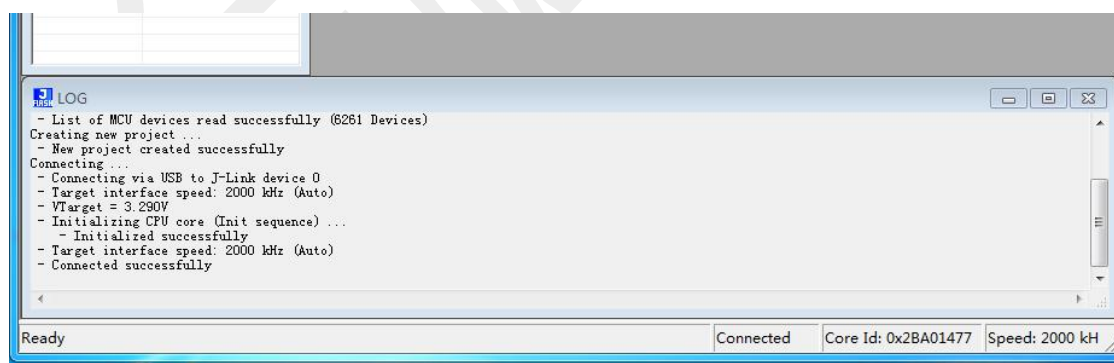 J
FLASH
LOG
- List of MCU devices read successfully (6261 Devices)
Creating new project ...
- New project created successfully
Connecting ...
- Connecting via USB to J-Link device 0
- Target interface speed: 2000 kHz (Auto)
- VTarget = 3.290V
- Initializing CPU core (Init sequence) ...
- Initialized successfully
- Target interface speed: 2000 kHz (Auto)
- Connected successfully
Ready
Connected
Core Id: 0x2BA01477
Speed: 2000 kH